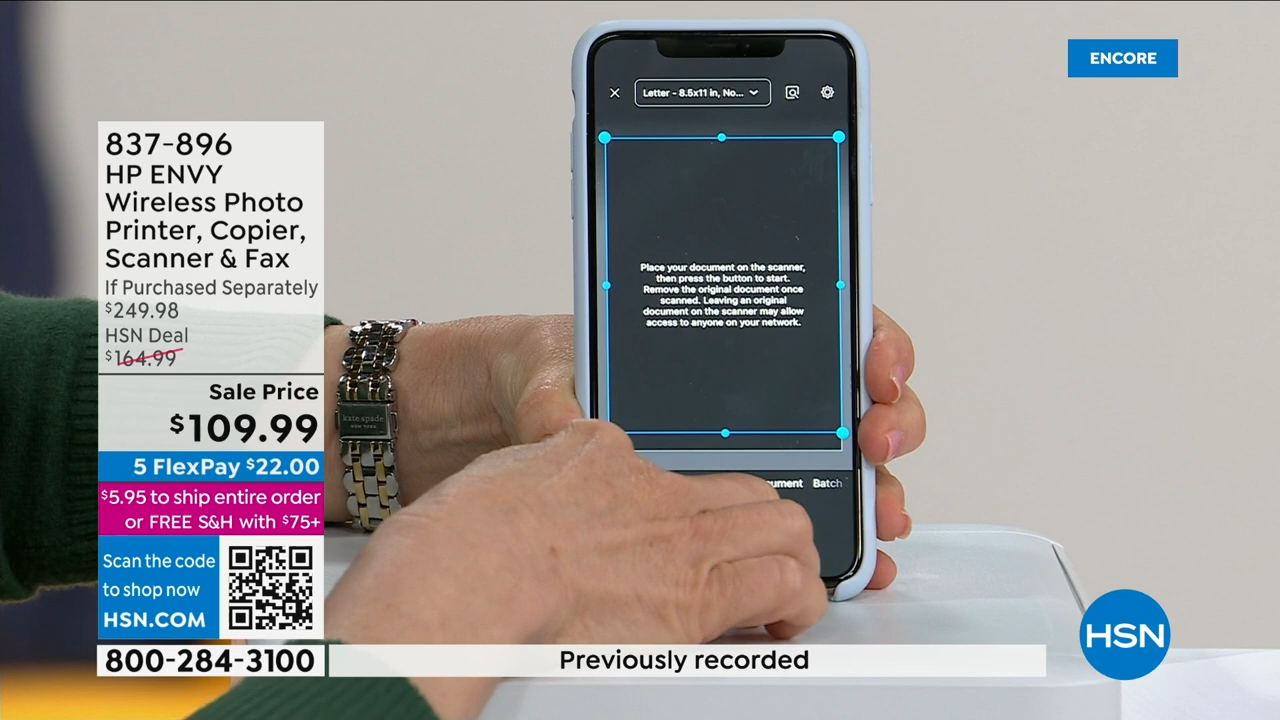 ENCORE
837-896
HP ENVY
Wireless Photo
Printer, Copier,
Scanner & Fax
If Purchased Separately
$249.98
HSN Deal
$164.99
Sale Price
$109.99
5 FlexPay $22.00
$5.95 to ship entire order
or FREE S&H with $75+
Scan the code
to shop now
HSN.COM
800-284-3100
Previously recorded
HSN
Letter - 8.5x11 in, No...
Place your document on the scanner,
then press the button to start.
Remove the original document once
scanned. Leaving an original
document on the scanner may allow
access to anyone on your network.
ument Batch
kate spade
NEW YORK